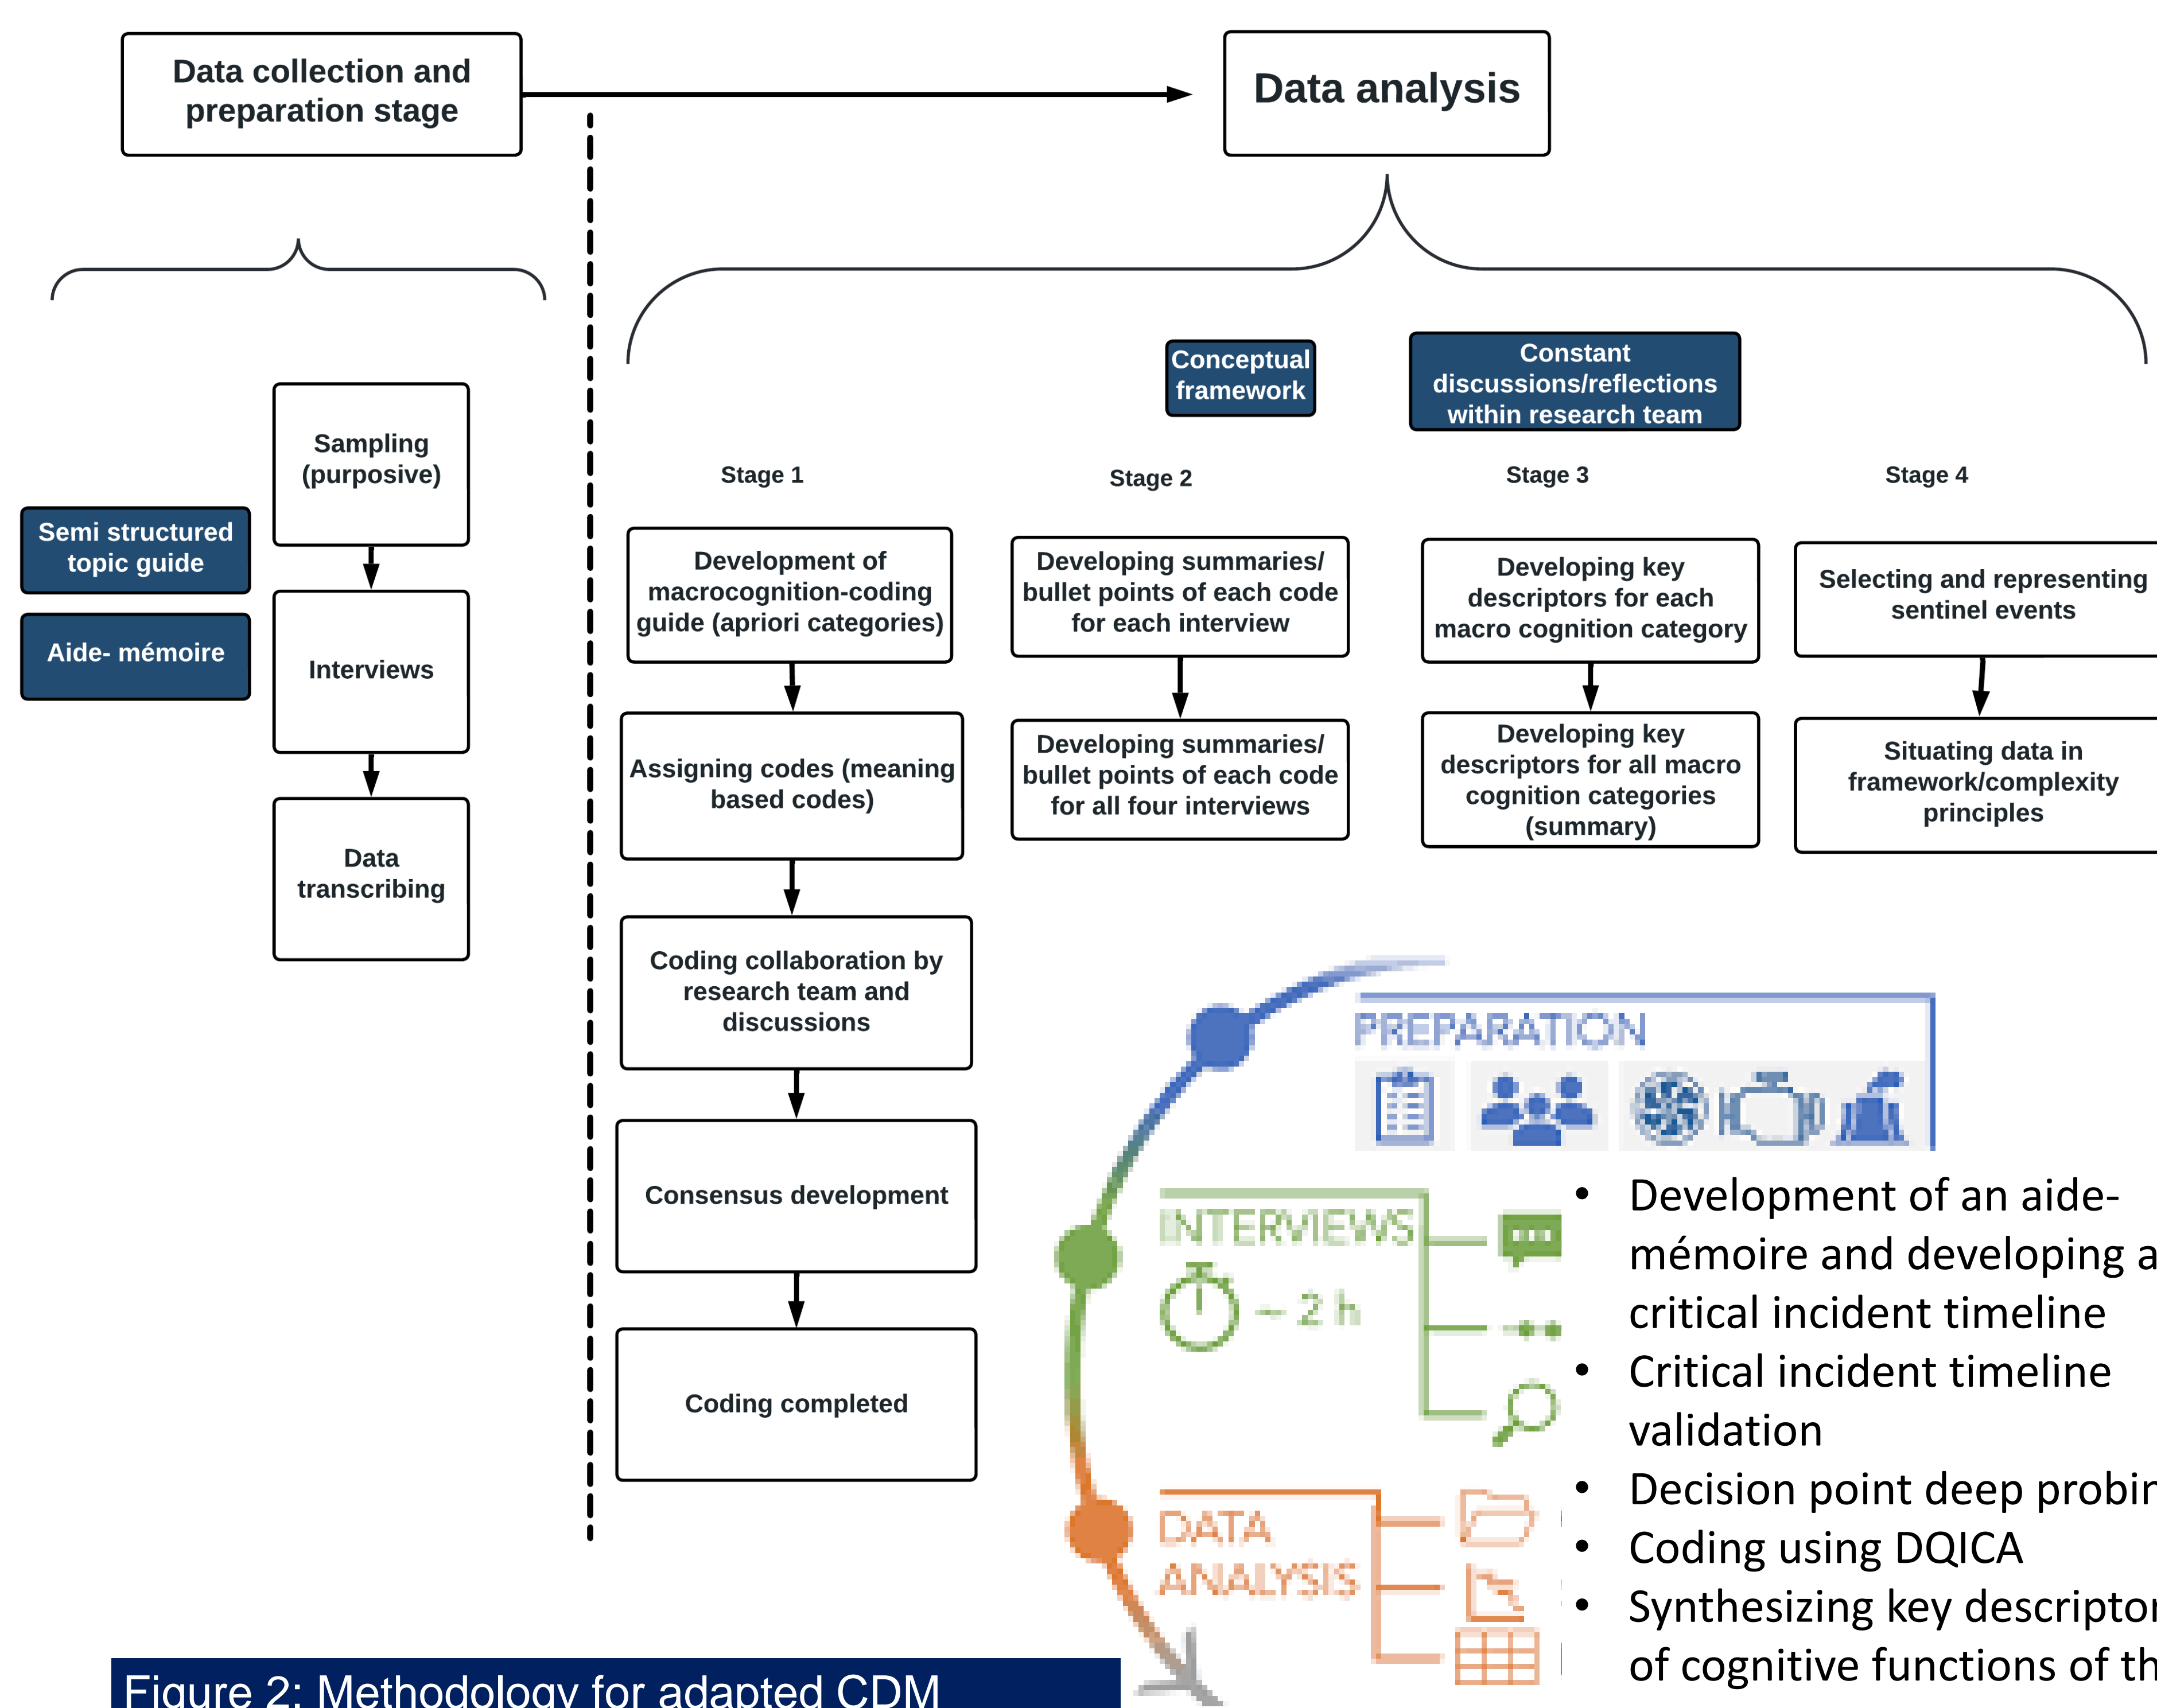 Data collection and
preparation stage
Data analysis
Sampling
(purposive)
Semi structured
topic guide
Aide- mémoire
Interviews
Data
transcribing
Conceptual
framework
Constant
discussions/reflections
within research team
Stage 1
Stage 2
Stage 3
Stage 4
Development of
macrocognition-coding
guide (apriori categories)
Assigning codes (meaning
based codes)
Coding collaboration by
research team and
discussions
Consensus development
Coding completed
Developing summaries/
bullet points of each code
for each interview
Developing summaries/
bullet points of each code
for all four interviews
Developing key
descriptors for each
macro cognition category
Developing key
descriptors for all macro
cognition categories
(summary)
Selecting and representing
sentinel events
Situating data in
framework/complexity
principles
PREPARATION
INTERVIEWS
~ 2 h
DATA
ANALYSIS
• Development of an aide-
mémoire and developing a
critical incident timeline
• Critical incident timeline
validation
• Decision point deep
• Coding using DQICA
• Synthesizing key
of cognitive functions of
Figure 2: Methodology for adapted CDM